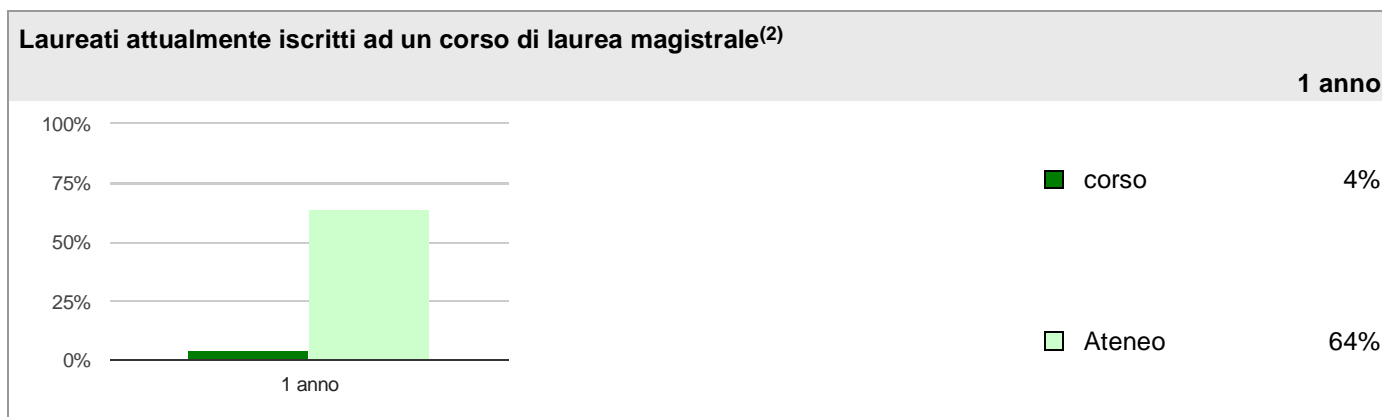 Laureati attualmente iscritti ad un corso di laurea magistrale(2)
1 anno
100%
75%
50%
25%
0%
1 anno
corso 4%
Ateneo 64%